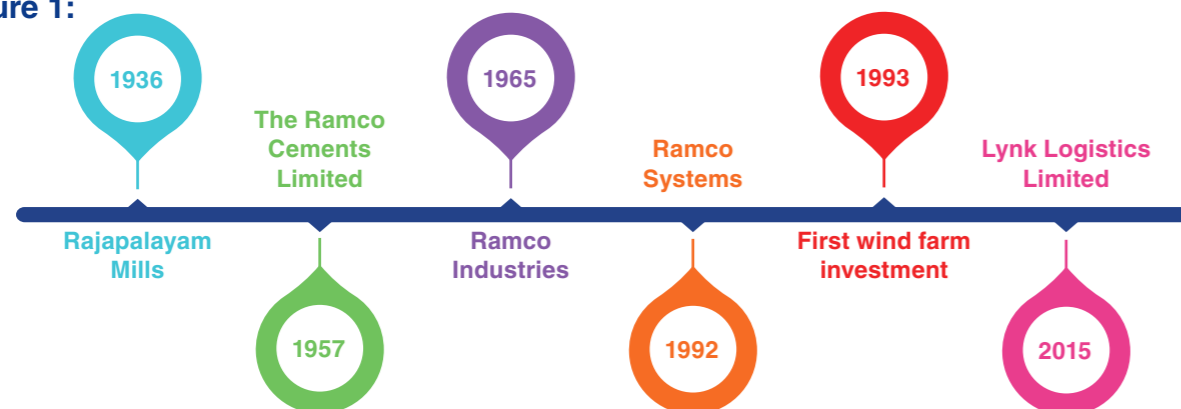 ure 1:
1936
1965
1993
The Ramco
Cements
Limited
Ramco
Systems
Lynk Logistics
Limited
Rajapalayam
Mills
Ramco
Industries
First wind farm
investment
1957
1992
2015